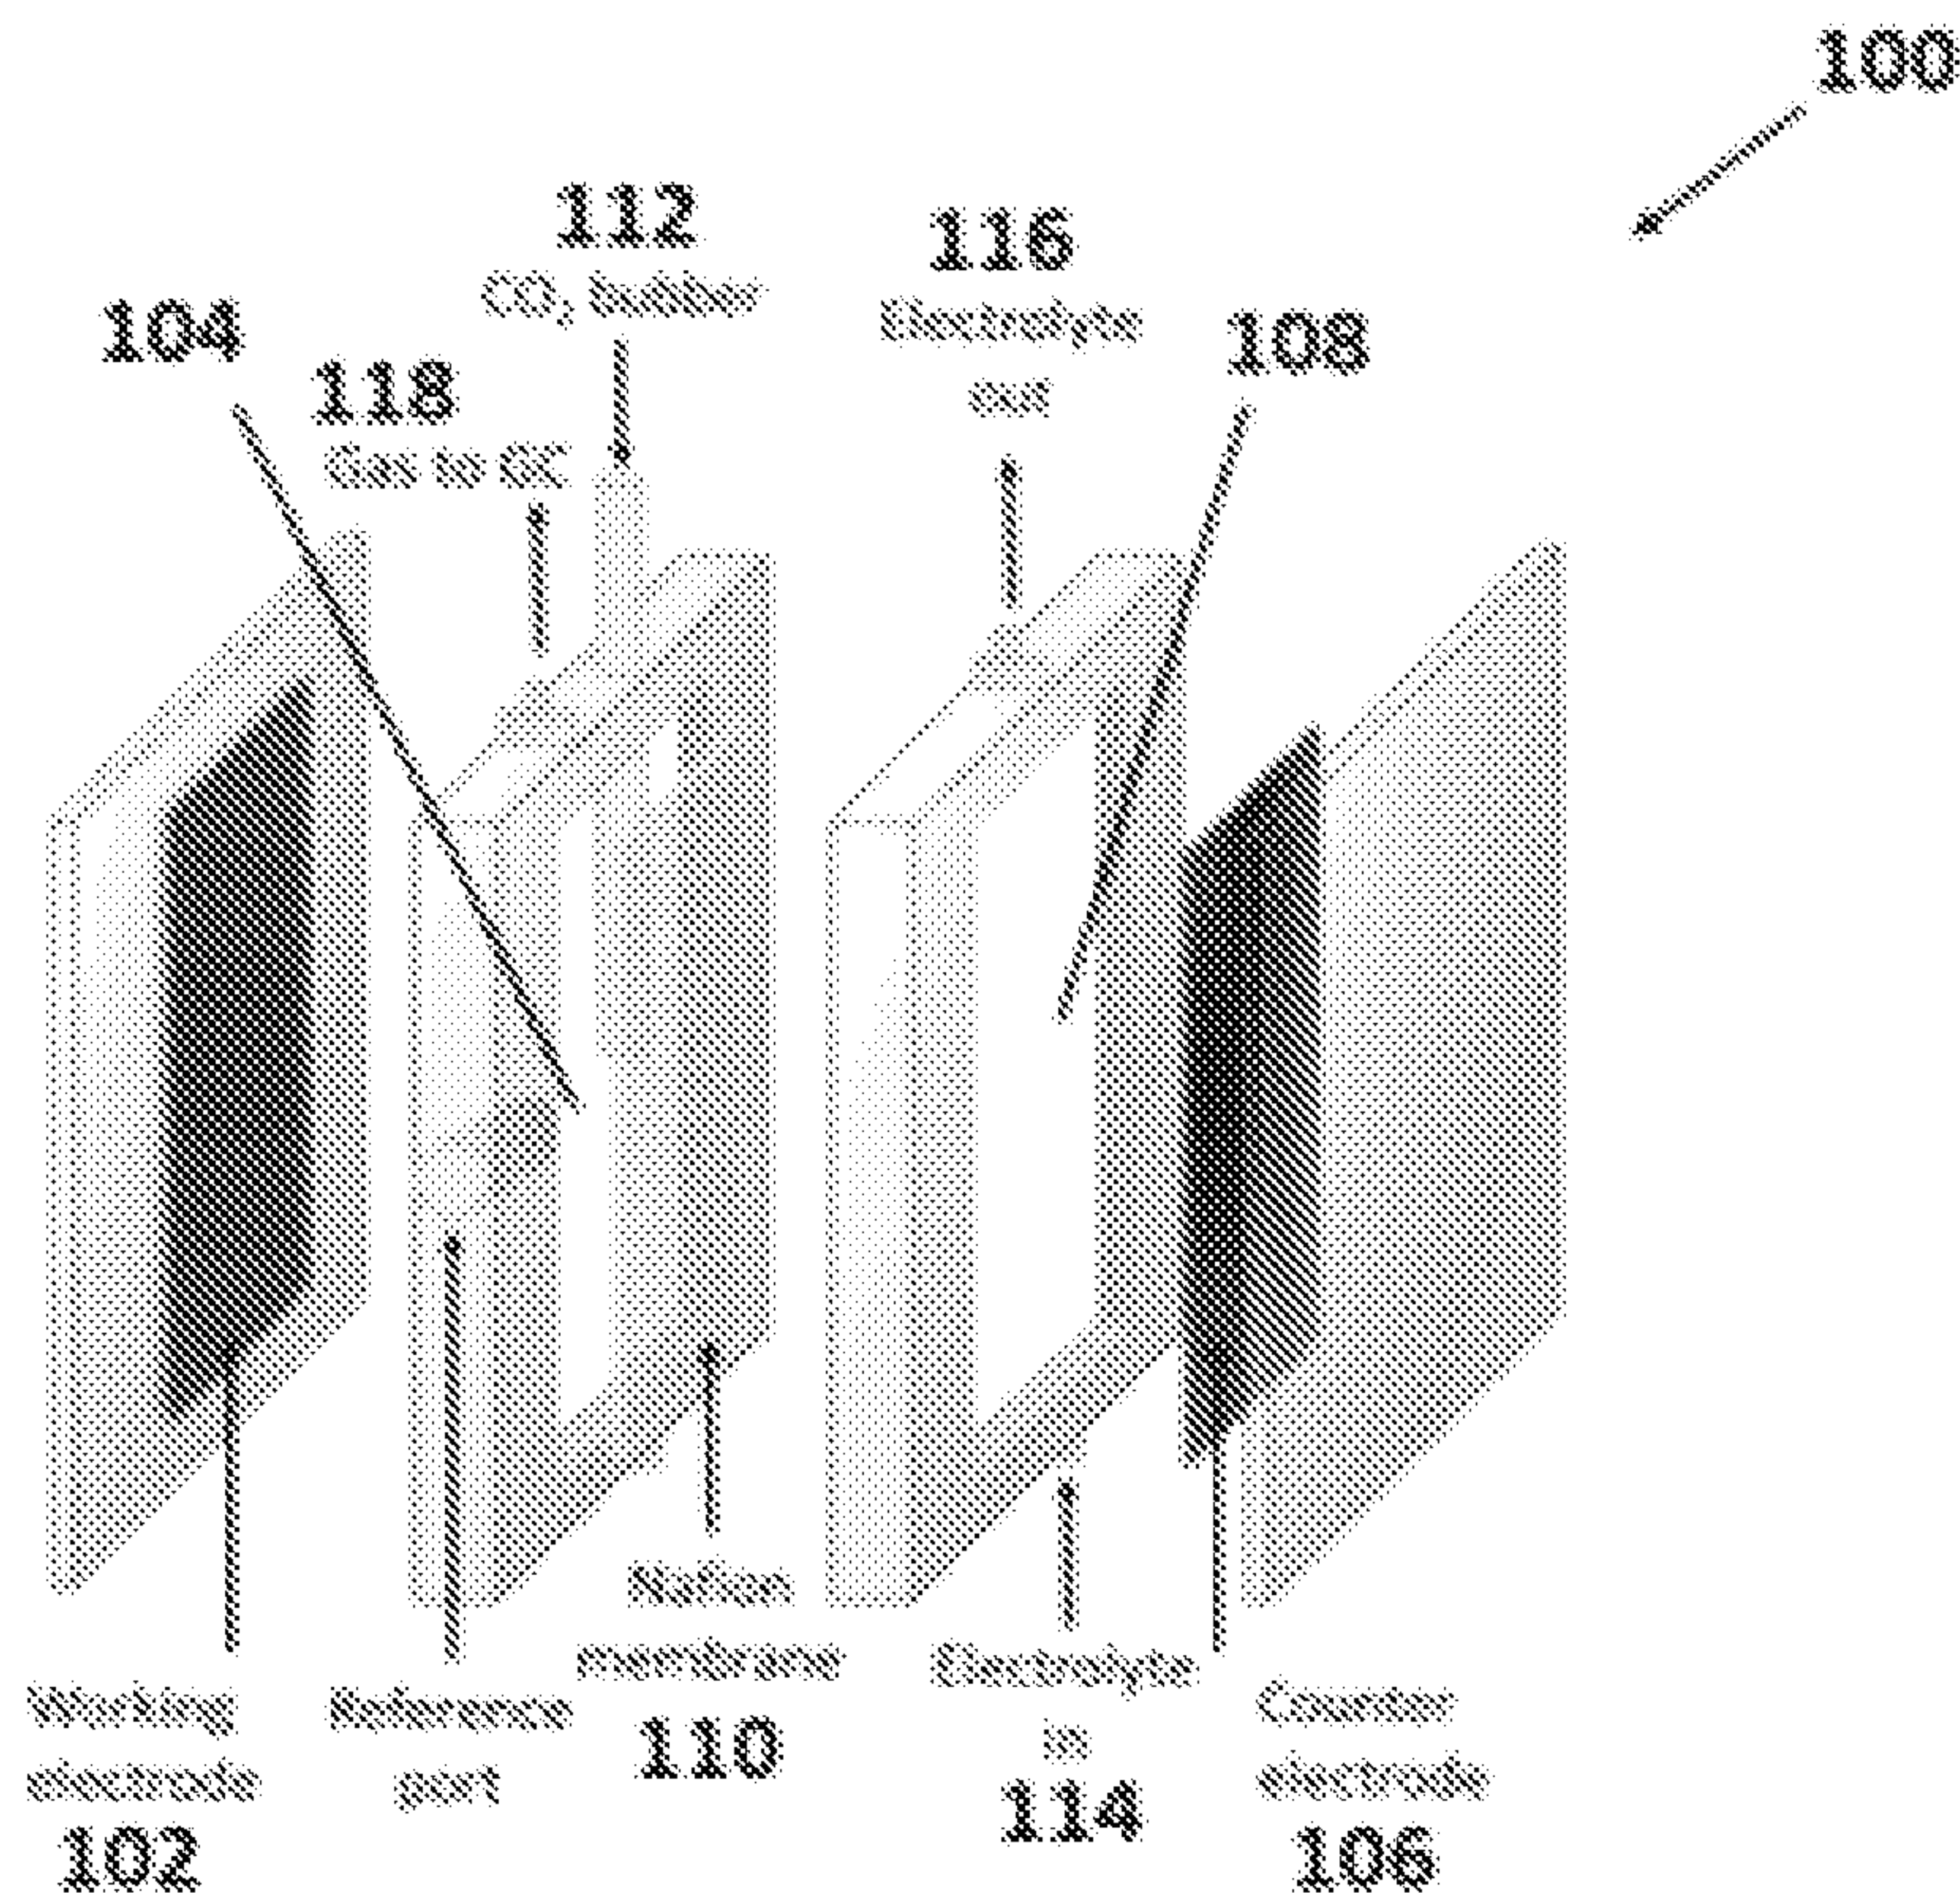 100
112
CO₂ bubbler
116
Electrolyte
out
104
108
118
Gas to GC
Nafion
membrane
110
Electrolyte
in
114
Working
electrode
102
Reference
port
Counter
electrode
106